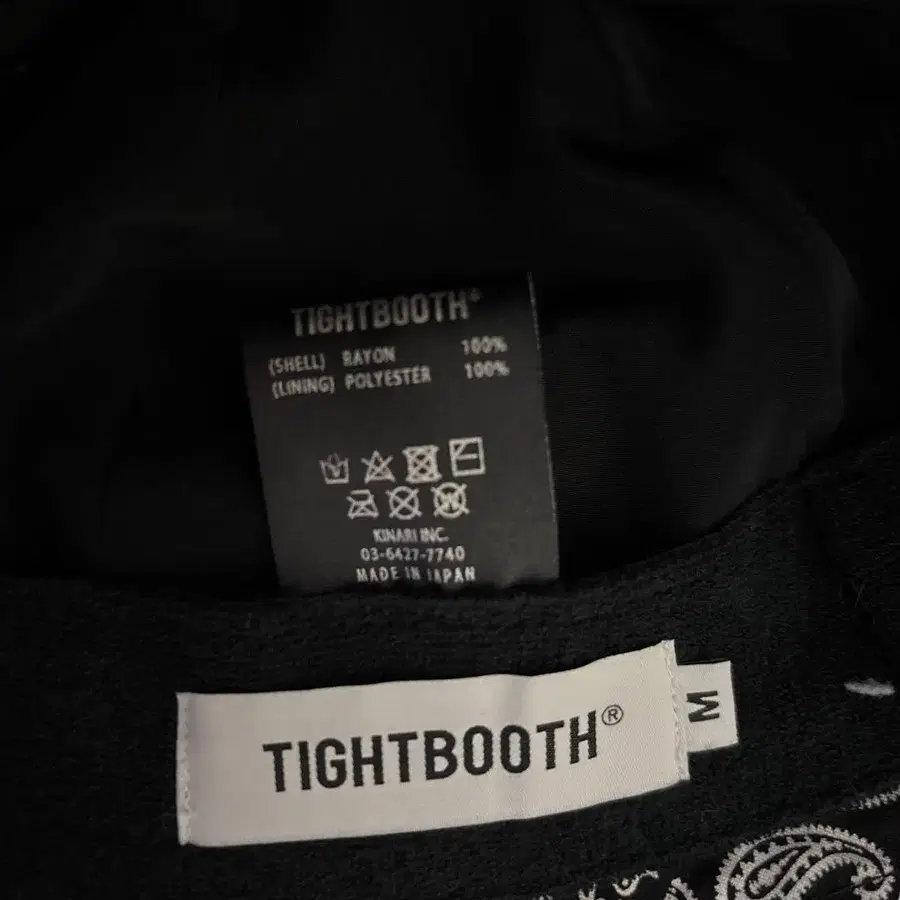 TIGHTBOOTH®
(SHELL) RAYON 100%
(LINING) POLYESTER 100%
KINARI INC.
03-6427-7740
MADE IN JAPAN
TIGHTBOOTH®
M